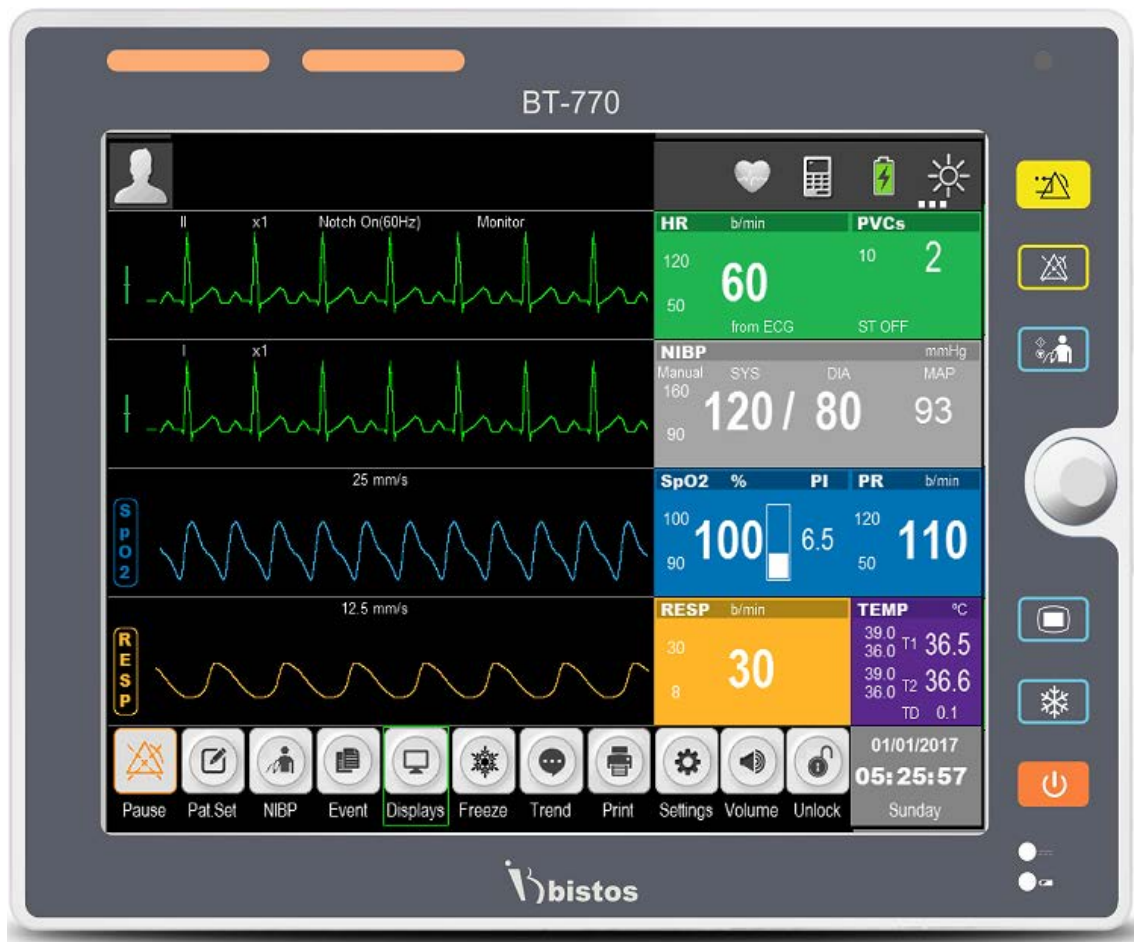 BT-770
II x1 Notch On(60Hz) Monitor
HR b/min PVCs
120 60 10 2
50
from ECG ST OFF
I x1
NIBP mmHg
Manual SYS DIA MAP
160 120 / 80 93
90
25 mm/s
SpO2 % PI PR b/min
SpO2
100 100 6.5 120 110
90 50
12.5 mm/s
RESP b/min TEMP °C
RESP
30 30 39.0 T1 36.5
36.0
8 39.0 T2 36.6
36.0
TD 0.1
01/01/2017
05:25:57
Pause Pat.Set NIBP Event Displays Freeze Trend Print Settings Volume Unlock Sunday
bistos